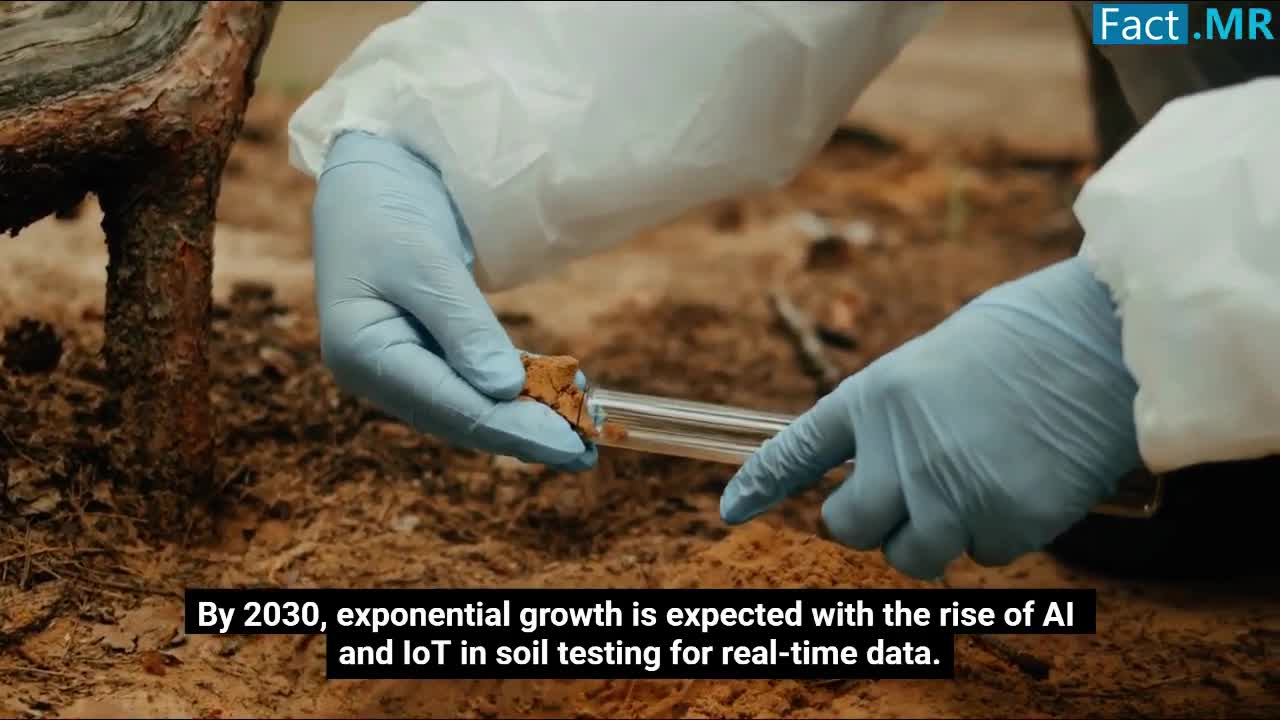 Fact.MR
By 2030, exponential growth is expected with the rise of AI
and IoT in soil testing for real-time data.